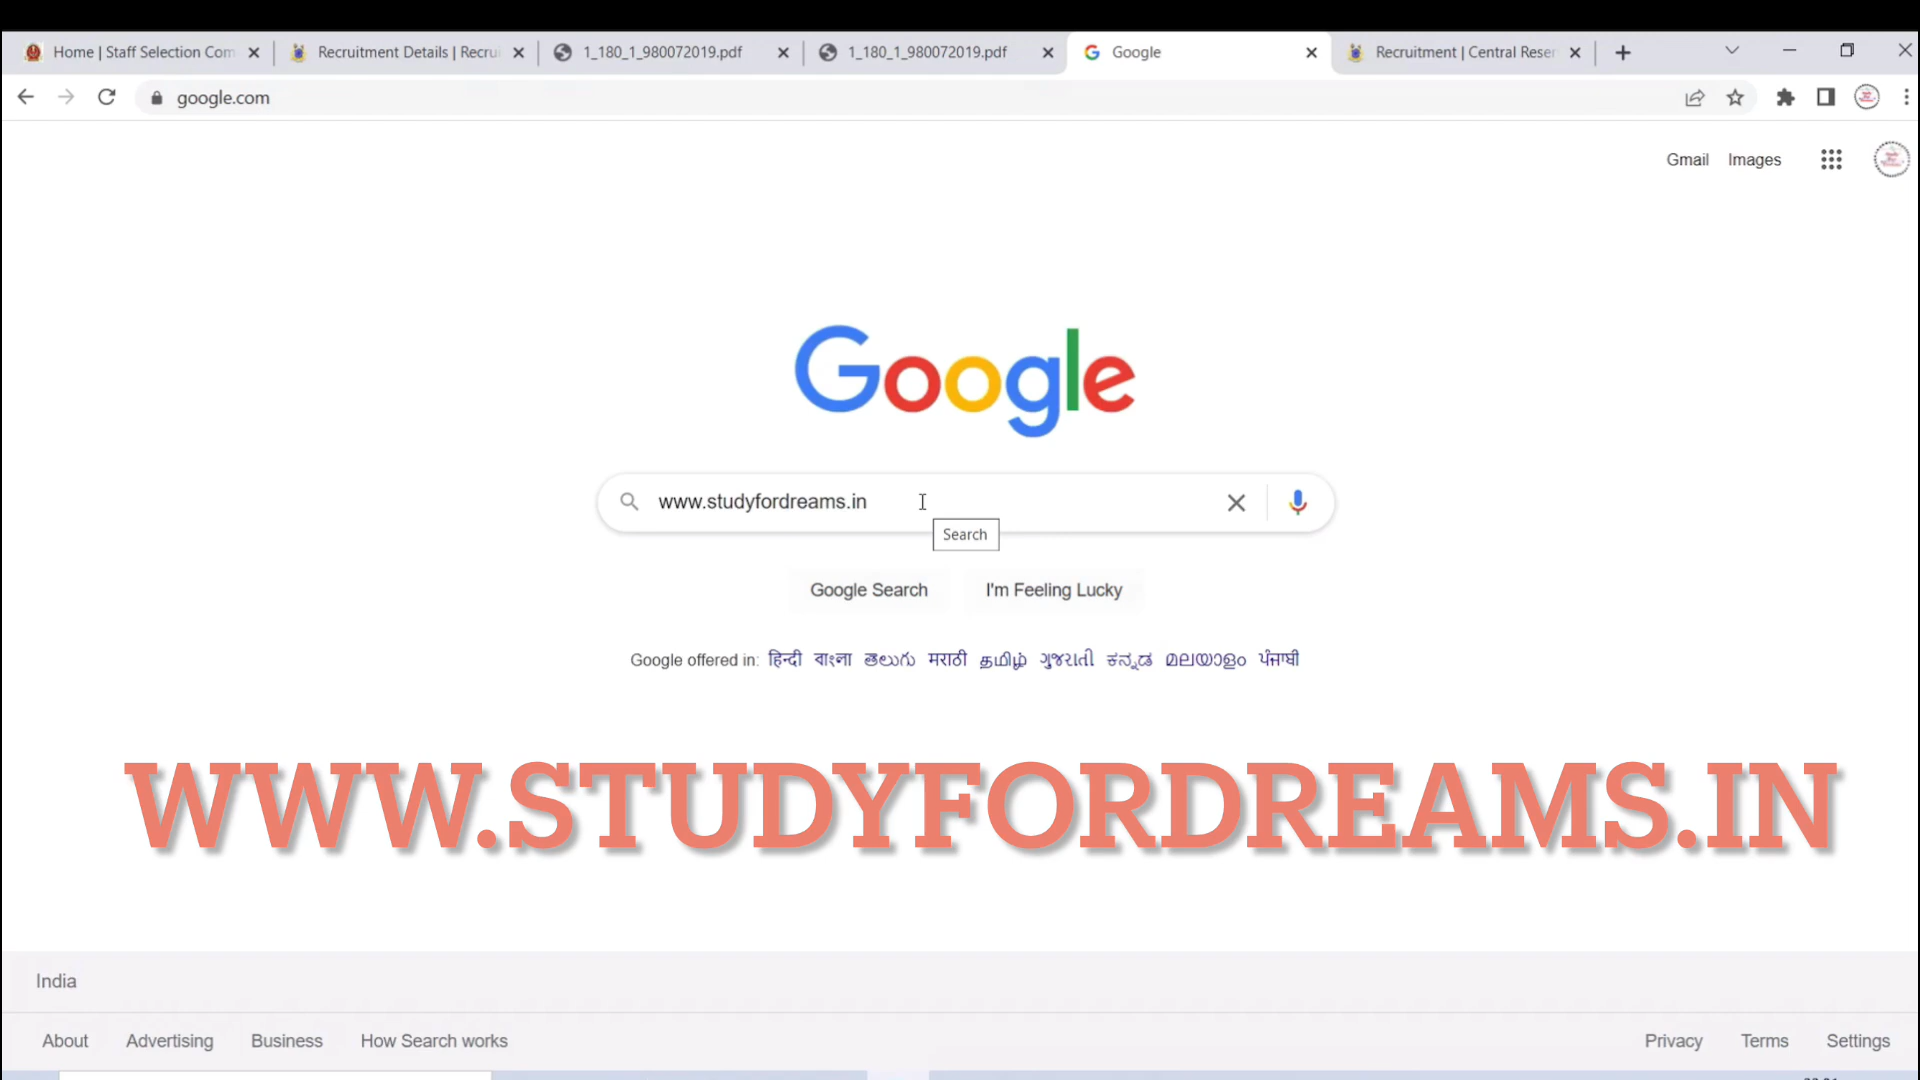 Home | Staff Selection Com
Recruitment Details | Recru
1_180_1_980072019.pdf
1_180_1_980072019.pdf
Google
Recruitment | Central Reser
google.com
Gmail Images
Google
www.studyfordreams.in
Search
Google Search I'm Feeling Lucky
Google offered in: हिन्दी বাংলা తెలుగు मराठी தமிழ் ગુજરાતી ಕನ್ನಡ മലയാളം ਪੰਜਾਬੀ
WWW.STUDYFORDREAMS.IN
India
About Advertising Business How Search works Privacy Terms Settings